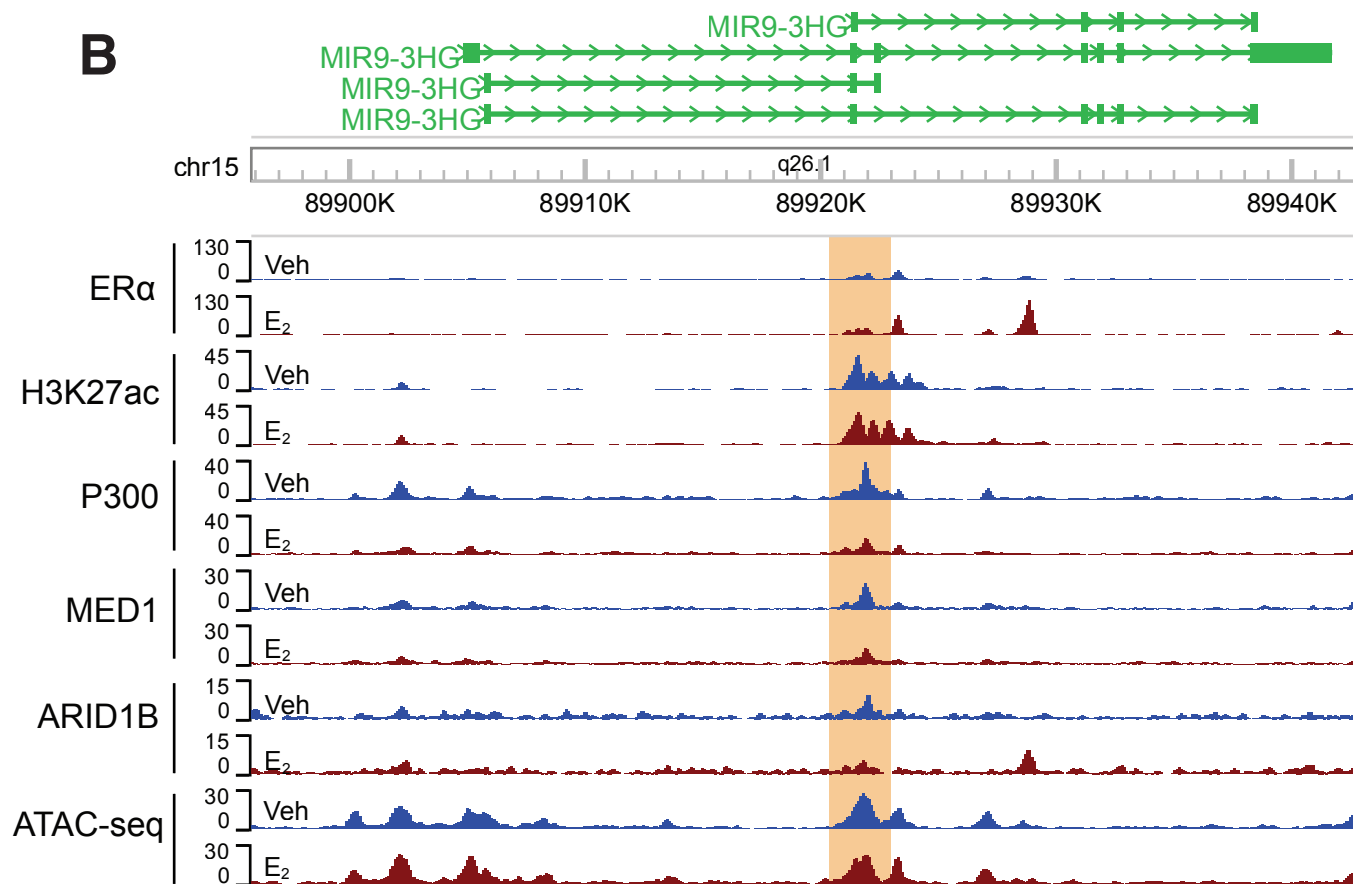 B
MIR9-3HG
MIR9-3HG
MIR9-3HG
MIR9-3HG
chr15
q26.1
89900K 89910K 89920K 89930K 89940K
ERα
130
0
Veh
130
0
E₂
H3K27ac
45
0
Veh
45
0
E₂
P300
40
0
Veh
40
0
E₂
MED1
30
0
Veh
30
0
E₂
ARID1B
15
0
Veh
15
0
E₂
ATAC-seq
30
0
Veh
30
0
E₂